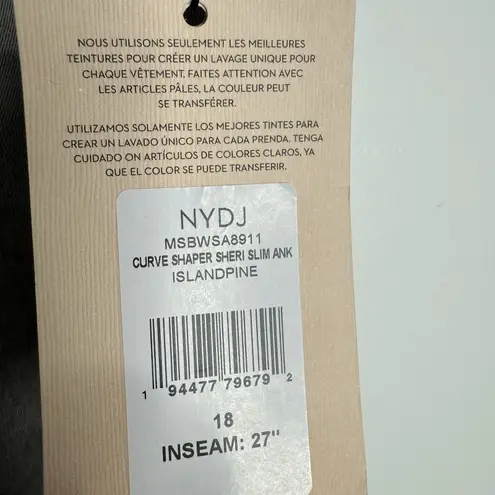 NOUS UTILISONS SEULEMENT LES MEILLEURES
TEINTURES POUR CRÉER UN LAVAGE UNIQUE POUR
CHAQUE VÊTEMENT. FAITES ATTENTION AVEC
LES ARTICLES PÂLES, LA COULEUR PEUT
SE TRANSFÉRER.
UTILIZAMOS SOLAMENTE LOS MEJORES TINTES PARA
CREAR UN LAVADO ÚNICO PARA CADA PRENDA. TENGA
CUIDADO ON ARTÍCULOS DE COLORES CLAROS, YA
QUE EL COLOR SE PUEDE TRANSFERIR.
NYDJ
MSBWSA8911
CURVE SHAPER SHERI SLIM ANK
ISLANDPINE
1 94477 79679 2
18
INSEAM: 27"